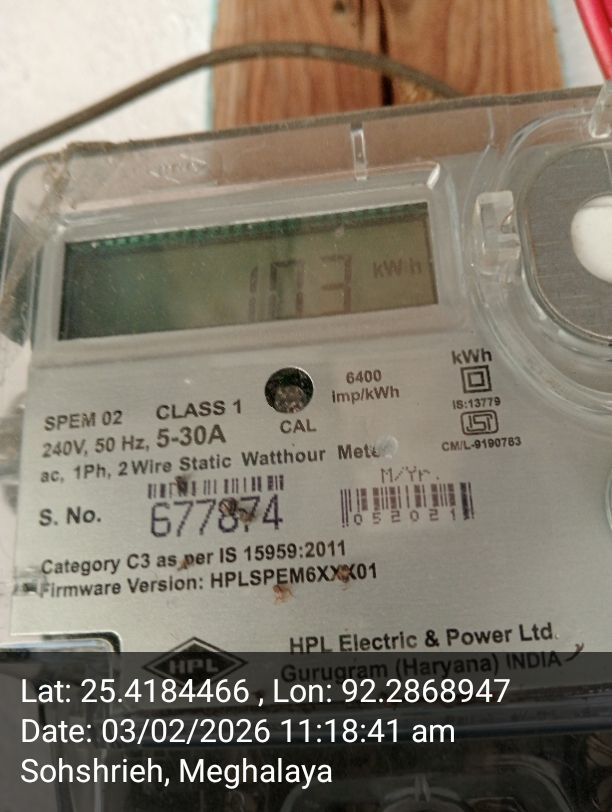 kWh
kWh
6400
imp/kWh
IS:13779
SPEM 02 CLASS 1
CAL
CM/L-9190763
240V, 50 Hz, 5-30A
ac, 1Ph, 2 Wire Static Watthour Meter
M/Yr.
S. No. 677874
052021
Category C3 as per IS 15959:2011
Firmware Version: HPLSPEM6XXX01
HPL
HPL Electric & Power Ltd.
Gurugram (Haryana) INDIA
Lat: 25.4184466 , Lon: 92.2868947
Date: 03/02/2026 11:18:41 am
Sohshrieh, Meghalaya